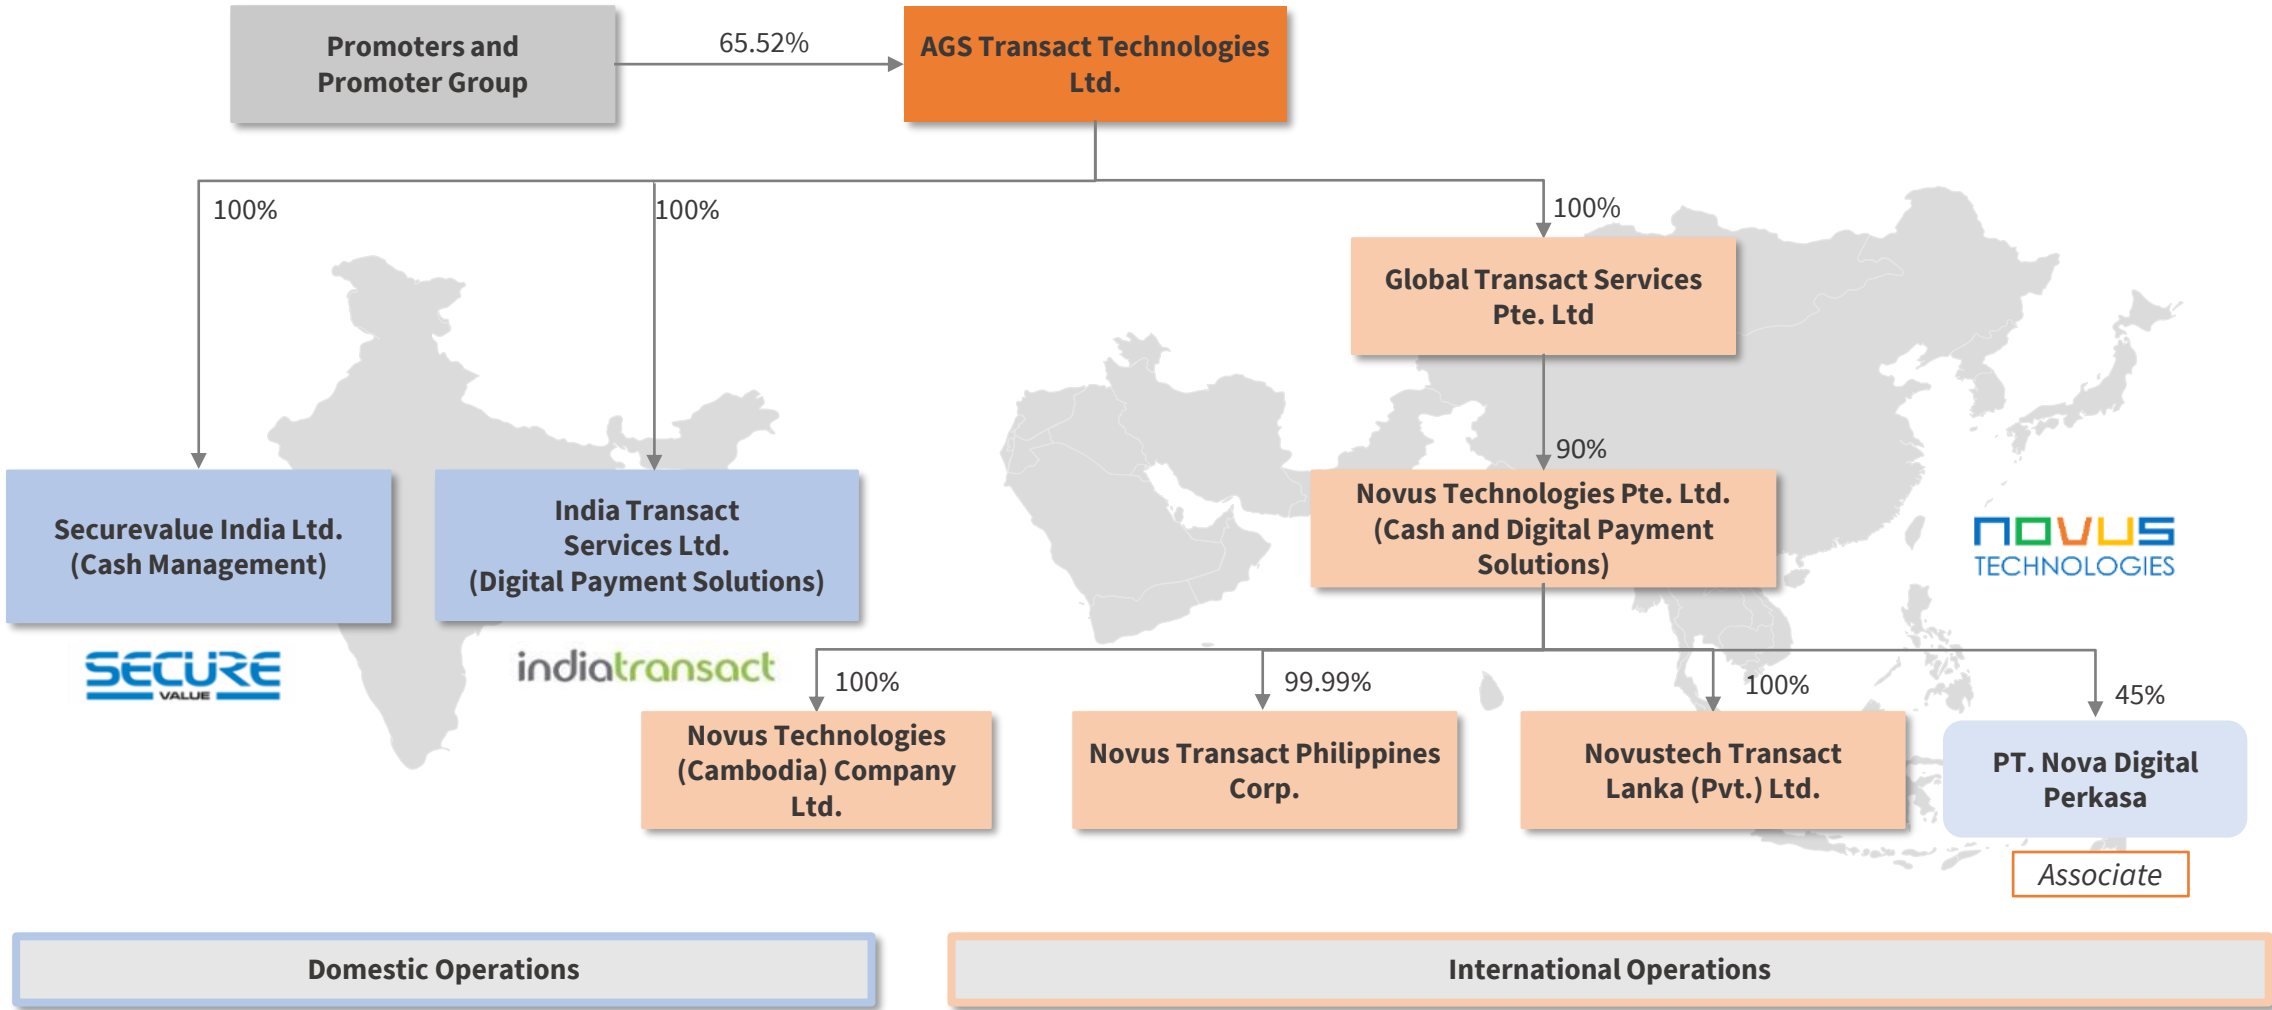 Promoters and
Promoter Group
65.52%
AGS Transact Technologies
Ltd.
100%
100%
100%
Global Transact Services
Pte. Ltd
90%
Securevalue India Ltd.
(Cash Management)
India Transact
Services Ltd.
(Digital Payment Solutions)
Novus Technologies Pte. Ltd.
(Cash and Digital Payment
Solutions)
novus
TECHNOLOGIES
SECURE
VALUE
indiatransact
100%
99.99%
100%
45%
Novus Technologies
(Cambodia) Company
Ltd.
Novus Transact Philippines
Corp.
Novustech Transact
Lanka (Pvt.) Ltd.
PT. Nova Digital
Perkasa
Associate
Domestic Operations
International Operations